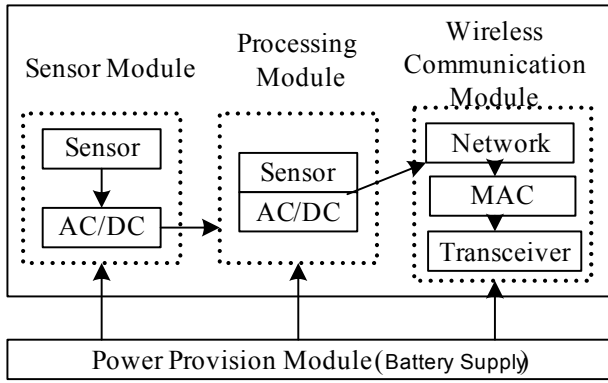 Sensor Module
Sensor
AC/DC
Processing
Module
Sensor
AC/DC
Wireless
Communication
Module
Network
MAC
Transceiver
Power Provision Module(Battery Supply)